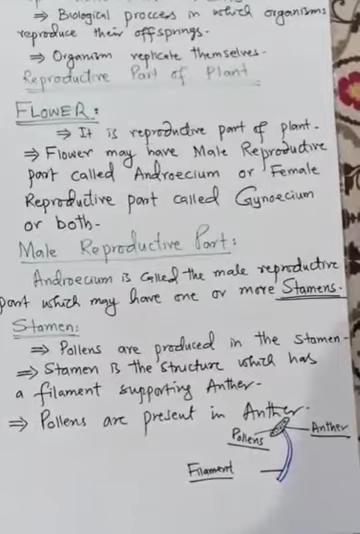 ⇒ Biological proccess in which organisms
reproduce their offsprings.
⇒ Organism replicate themselves.
Reproductive Part of Plant
FLOWER:
⇒ It is reproductive part of plant.
⇒ Flower may have Male Reproductive
part called Androecium or Female
Reproductive part called Gynoecium
or both.
Male Reproductive Part:
Androecium is called the male reproductive
part which may have one or more Stamens.
Stamen:
⇒ Pollens are produced in the stamen.
⇒ Stamen is the structure which has
a filament supporting Anther.
⇒ Pollens are present in Anther.
Pollens
Anther
Filament